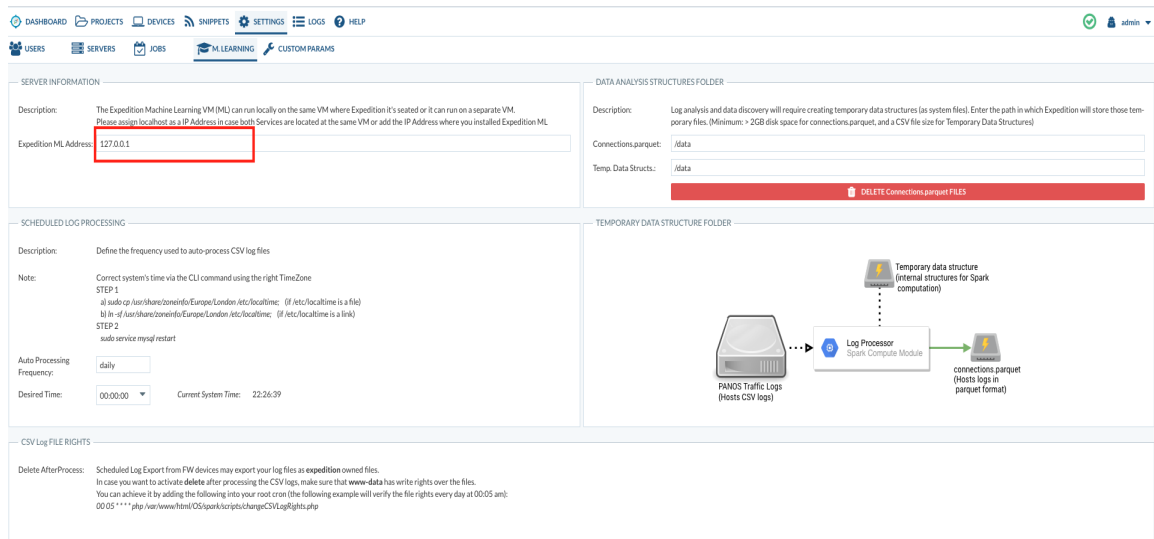 DASHBOARD PROJECTS DEVICES SNIPPETS SETTINGS LOGS HELP admin
USERS SERVERS JOBS M. LEARNING CUSTOM PARAMS
SERVER INFORMATION
Description: The Expedition Machine Learning VM (ML) can run locally on the same VM where Expedition it's seated or it can run on a separate VM.
Please assign localhost as a IP Address in case both Services are located at the same VM or add the IP Address where you installed Expedition ML
Expedition ML Address: 127.0.0.1
DATA ANALYSIS STRUCTURES FOLDER
Description: Log analysis and data discovery will require creating temporary data structures (as system files). Enter the path in which Expedition will store those tem-
porary files. (Minimum: > 2GB disk space for connections.parquet, and a CSV file size for Temporary Data Structures)
Connections.parquet: /data
Temp. Data Structs.: /data
DELETE Connections.parquet FILES
SCHEDULED LOG PROCESSING
Description: Define the frequency used to auto-process CSV log files
Note: Correct system's time via the CLI command using the right TimeZone
STEP 1
a) sudo cp /usr/share/zoneinfo/Europe/London /etc/localtime; (if /etc/localtime is a file)
b) ln -sf /usr/share/zoneinfo/Europe/London /etc/localtime; (if /etc/localtime is a link)
STEP 2
sudo service mysql restart
Auto Processing
Frequency: daily
Desired Time: 00:00:00 Current System Time: 22:26:39
TEMPORARY DATA STRUCTURE FOLDER
Temporary data structure
(internal structures for Spark
computation)
Log Processor
Spark Compute Module
PANOS Traffic Logs
(Hosts CSV logs)
connections.parquet
(Hosts logs in
parquet format)
CSV Log FILE RIGHTS
Delete AfterProcess: Scheduled Log Export from FW devices may export your log files as expedition owned files.
In case you want to activate delete after processing the CSV logs, make sure that www-data has write rights over the files.
You can achieve it by adding the following into your root cron (the following example will verify the file rights every day at 00:05 am):
00 05 * * * * php /var/www/html/OS/spark/scripts/changeCSVLogRights.php